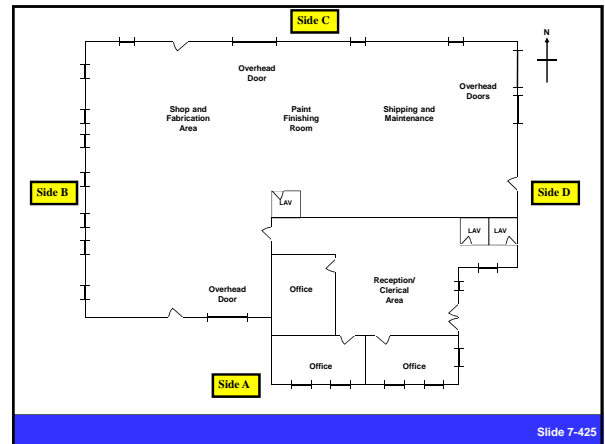 Side C
N
Overhead
Door
Overhead
Doors
Shop and
Fabrication
Area
Paint
Finishing
Room
Shipping and
Maintenance
Side B
Side D
LAV
LAV
LAV
Office
Reception/
Clerical
Area
Overhead
Door
Office
Office
Side A
Slide 7-425